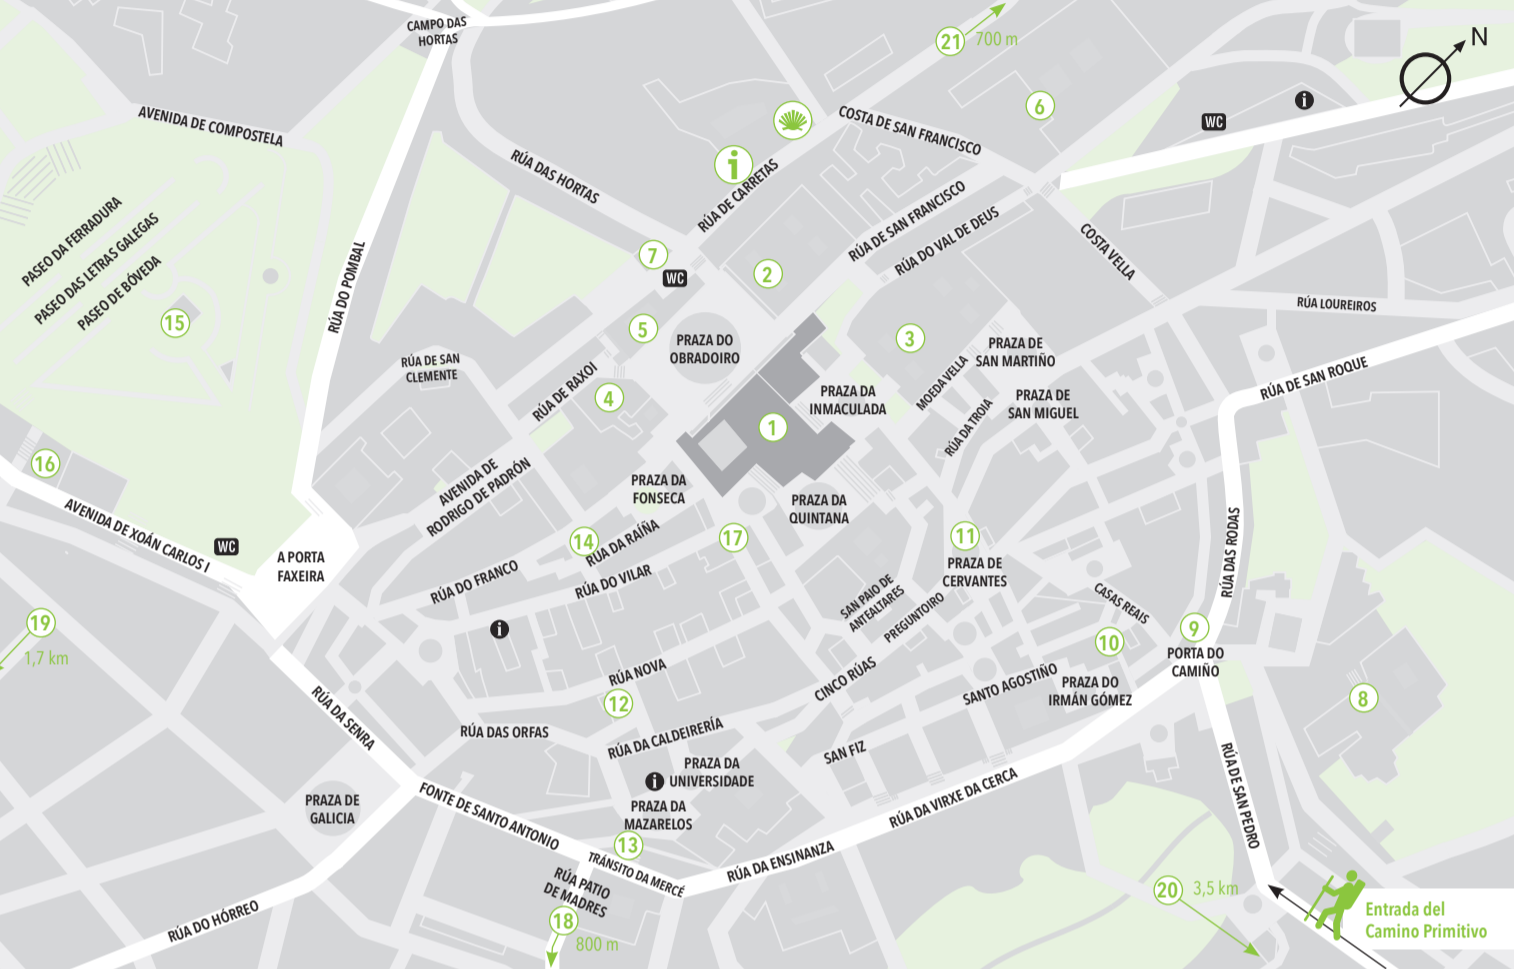 CAMPO DAS
HORTAS
21
700 m
N
AVENIDA DE COMPOSTELA
6
WC
i
COSTA DE SAN FRANCISCO
i
RÚA DAS HORTAS
RÚA DE CARRETAS
RÚA DE SAN FRANCISCO
RÚA DO VAL DE DEUS
COSTA VELLA
PASEO DA FERRADURA
PASEO DAS LETRAS GALEGAS
PASEO DE BÓVEDA
RÚA DO POMBAL
7
WC
2
15
5
PRAZA DO
OBRADOIRO
3
PRAZA DE
SAN MARTIÑO
RÚA LOUREIROS
RÚA DE SAN
CLEMENTE
RÚA DE RAXOI
4
PRAZA DA
INMACULADA
MOEDA VELLA
PRAZA DE
SAN MIGUEL
RÚA DE SAN ROQUE
1
RÚA DA TROIA
16
AVENIDA DE
RODRIGO DE PADRÓN
PRAZA DA
FONSECA
PRAZA DA
QUINTANA
AVENIDA DE XOÁN CARLOS I
WC
A PORTA
FAXEIRA
14
RÚA DA RAÍÑA
17
11
PRAZA DE
CERVANTES
RÚA DAS RODAS
RÚA DO FRANCO
RÚA DO VILAR
SAN PAIO DE
ANTEALTARES
PREGUNTOIRO
CASAS REAIS
19
1,7 km
i
9
PORTA DO
CAMIÑO
10
RÚA NOVA
12
CINCO RÚAS
SANTO AGOSTIÑO
PRAZA DO
IRMÁN GÓMEZ
8
RÚA DA SENRA
RÚA DAS ORFAS
RÚA DA CALDEIRERÍA
SAN FIZ
PRAZA DA
UNIVERSIDADE
i
RÚA DE SAN PEDRO
PRAZA DE
GALICIA
FONTE DE SANTO ANTONIO
PRAZA DA
MAZARELOS
RÚA DA VIRXE DA CERCA
13
TRÁNSITO DA MERCÉ
RÚA DA ENSINANZA
RÚA PATIO
DE MADRES
20
3,5 km
RÚA DO HÓRREO
18
800 m
Entrada del
Camino Primitivo